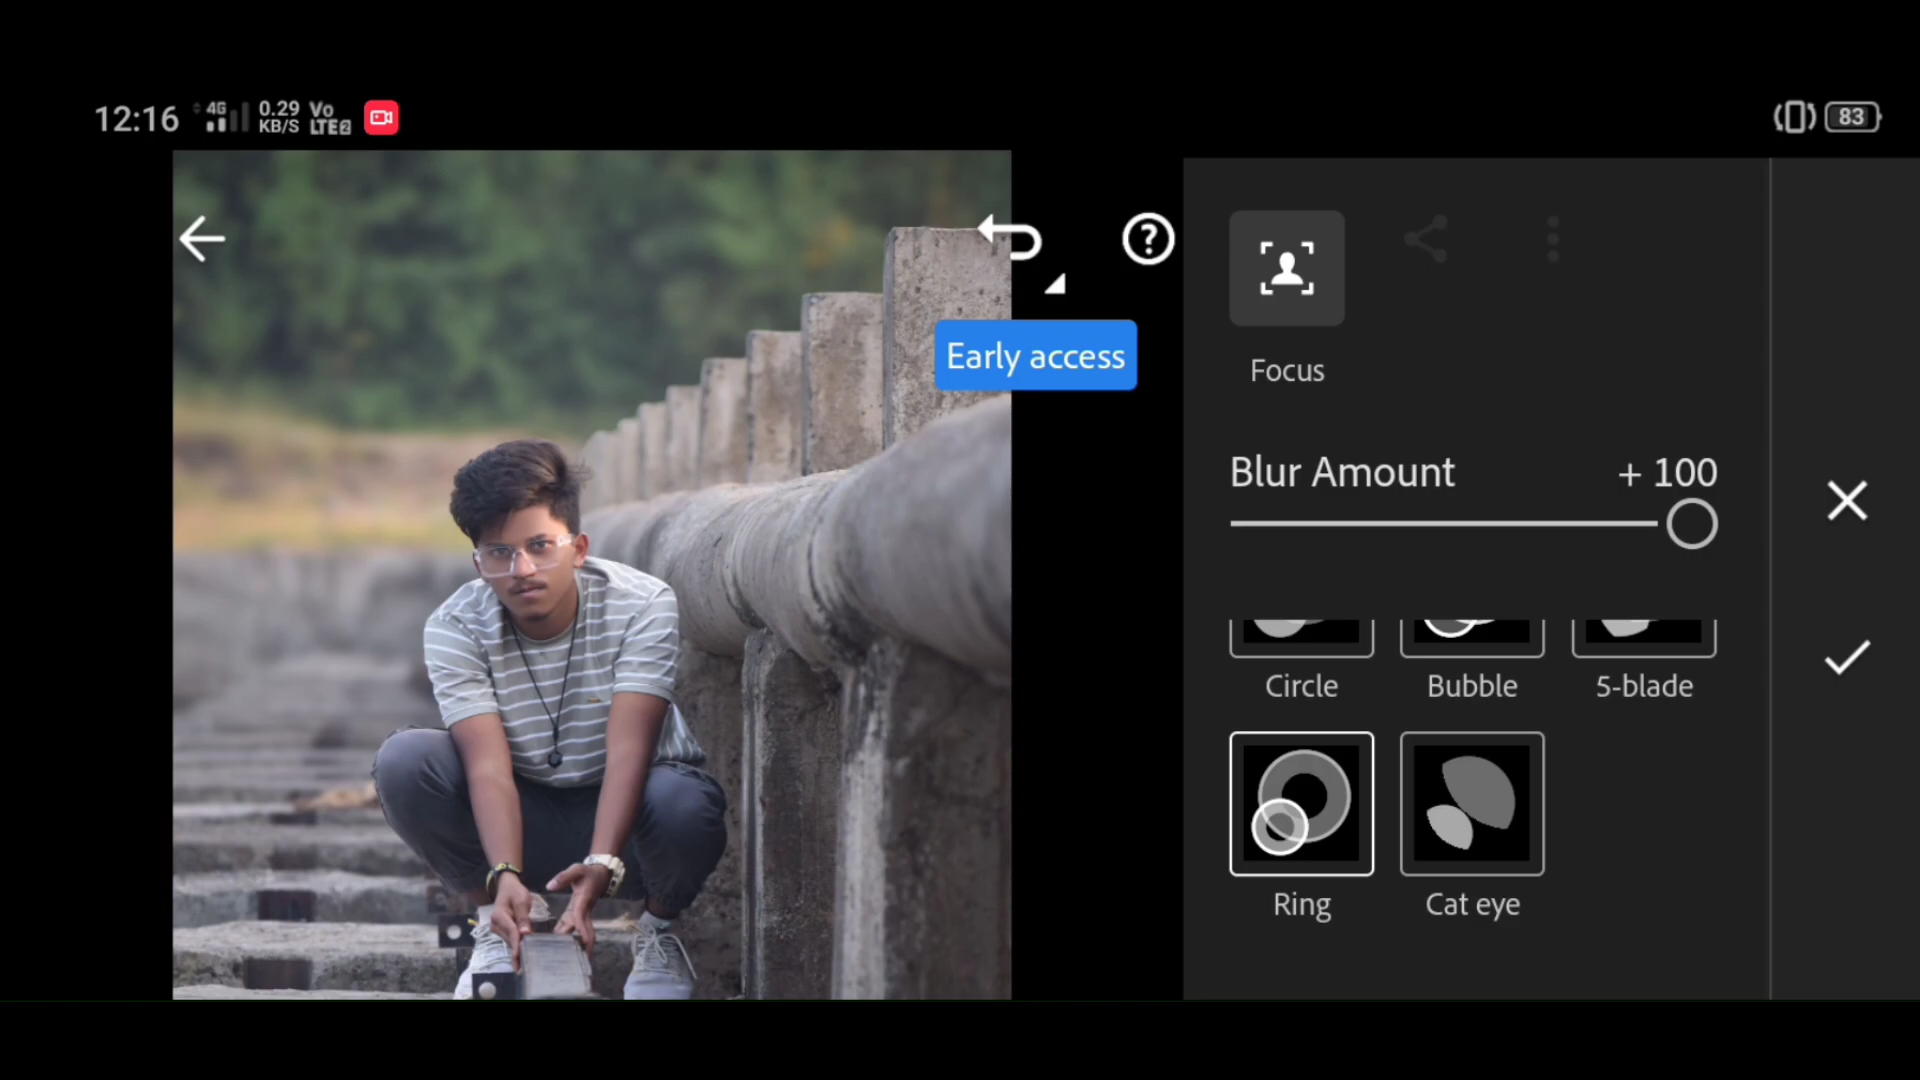 12:16 4G 0.29 KB/S Vo LTE2 83
Early access
Focus
Blur Amount + 100
Circle Bubble 5-blade
Ring Cat eye